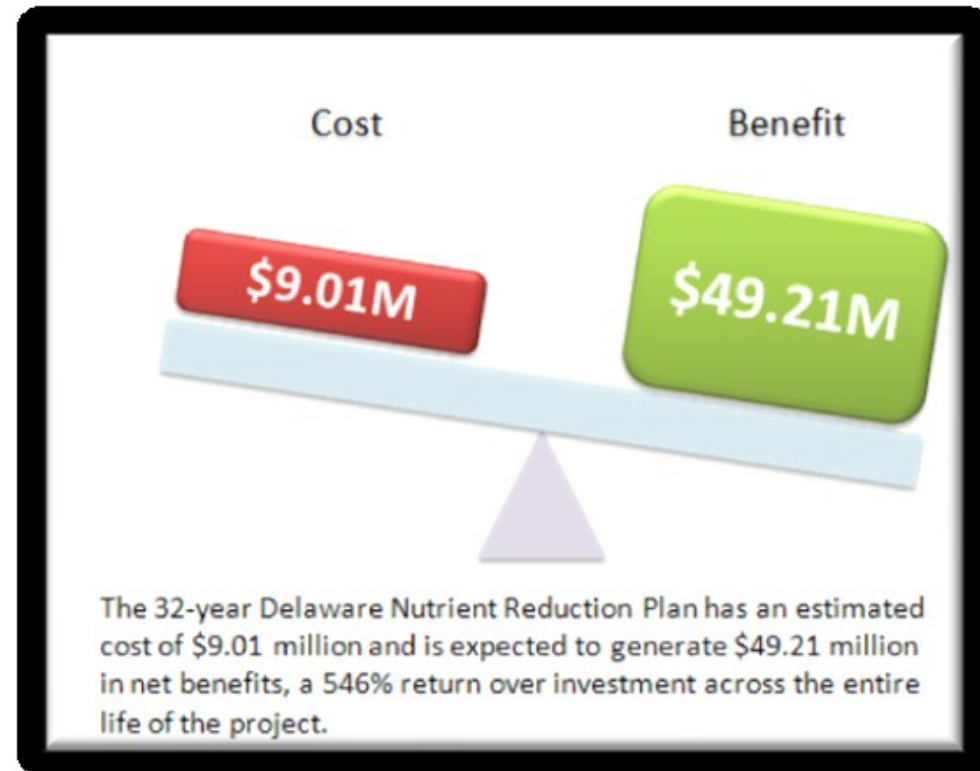 Cost
Benefit
$9.01M
$49.21M
The 32-year Delaware Nutrient Reduction Plan has an estimated
cost of $9.01 million and is expected to generate $49.21 million
in net benefits, a 546% return over investment across the entire
life of the project.